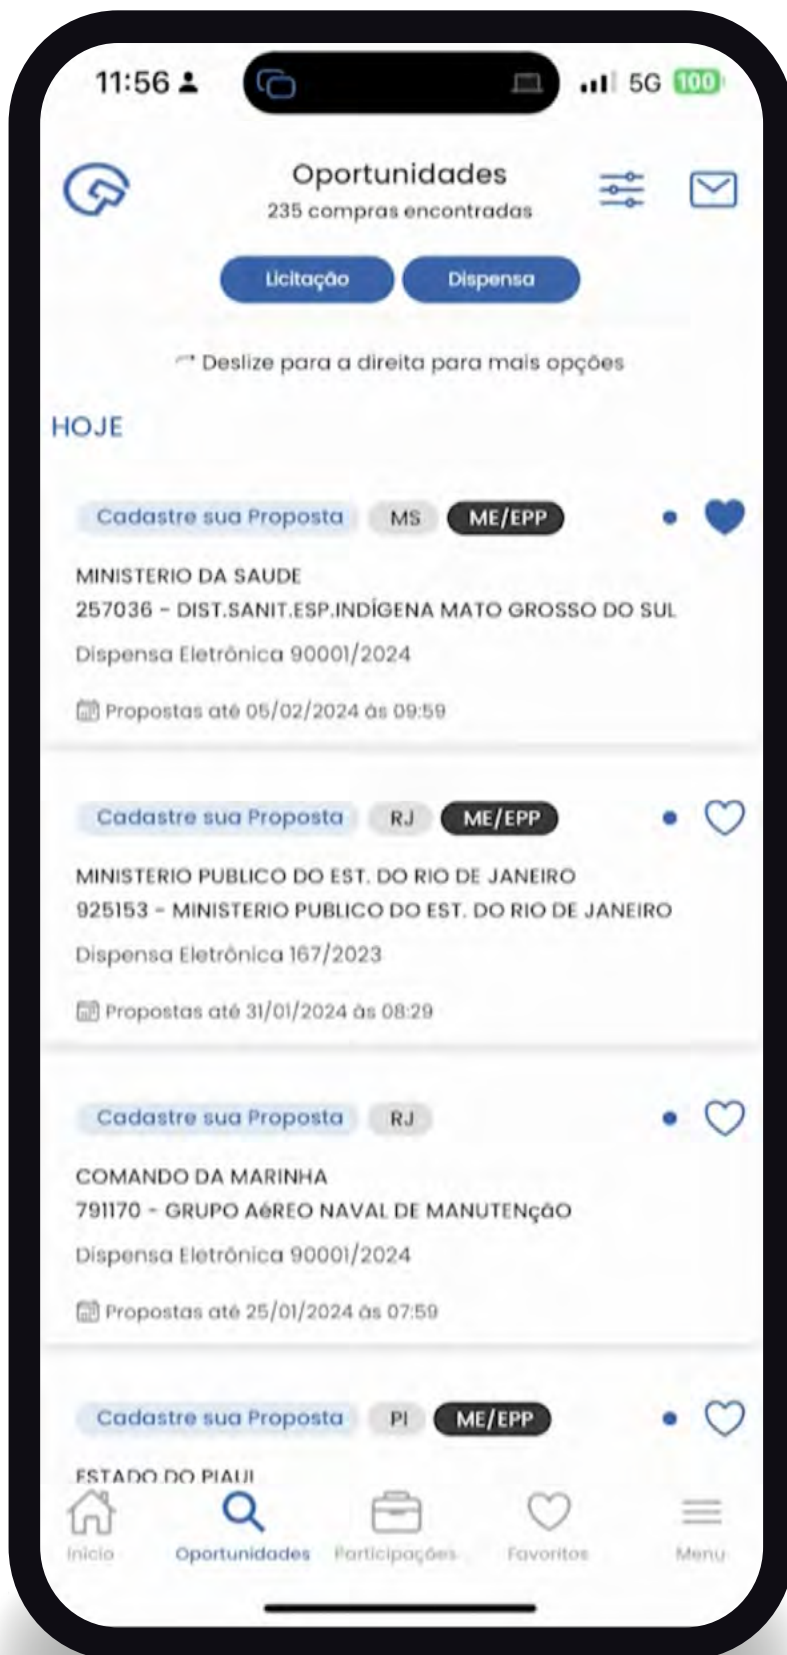 11:56
5G 100
Oportunidades
235 compras encontradas
Licitação Dispensa
Deslize para a direita para mais opções
HOJE
Cadastre sua Proposta MS ME/EPP
MINISTERIO DA SAUDE
257036 - DIST.SANIT.ESP.INDÍGENA MATO GROSSO DO SUL
Dispensa Eletrônica 90001/2024
Propostas até 05/02/2024 às 09:59
Cadastre sua Proposta RJ ME/EPP
MINISTERIO PUBLICO DO EST. DO RIO DE JANEIRO
925153 - MINISTERIO PUBLICO DO EST. DO RIO DE JANEIRO
Dispensa Eletrônica 167/2023
Propostas até 31/01/2024 às 08:29
Cadastre sua Proposta RJ
COMANDO DA MARINHA
791170 - GRUPO AéREO NAVAL DE MANUTENçãO
Dispensa Eletrônica 90001/2024
Propostas até 25/01/2024 às 07:59
Cadastre sua Proposta PI ME/EPP
ESTADO DO PIAUI
Início Oportunidades Participações Favoritos Menu